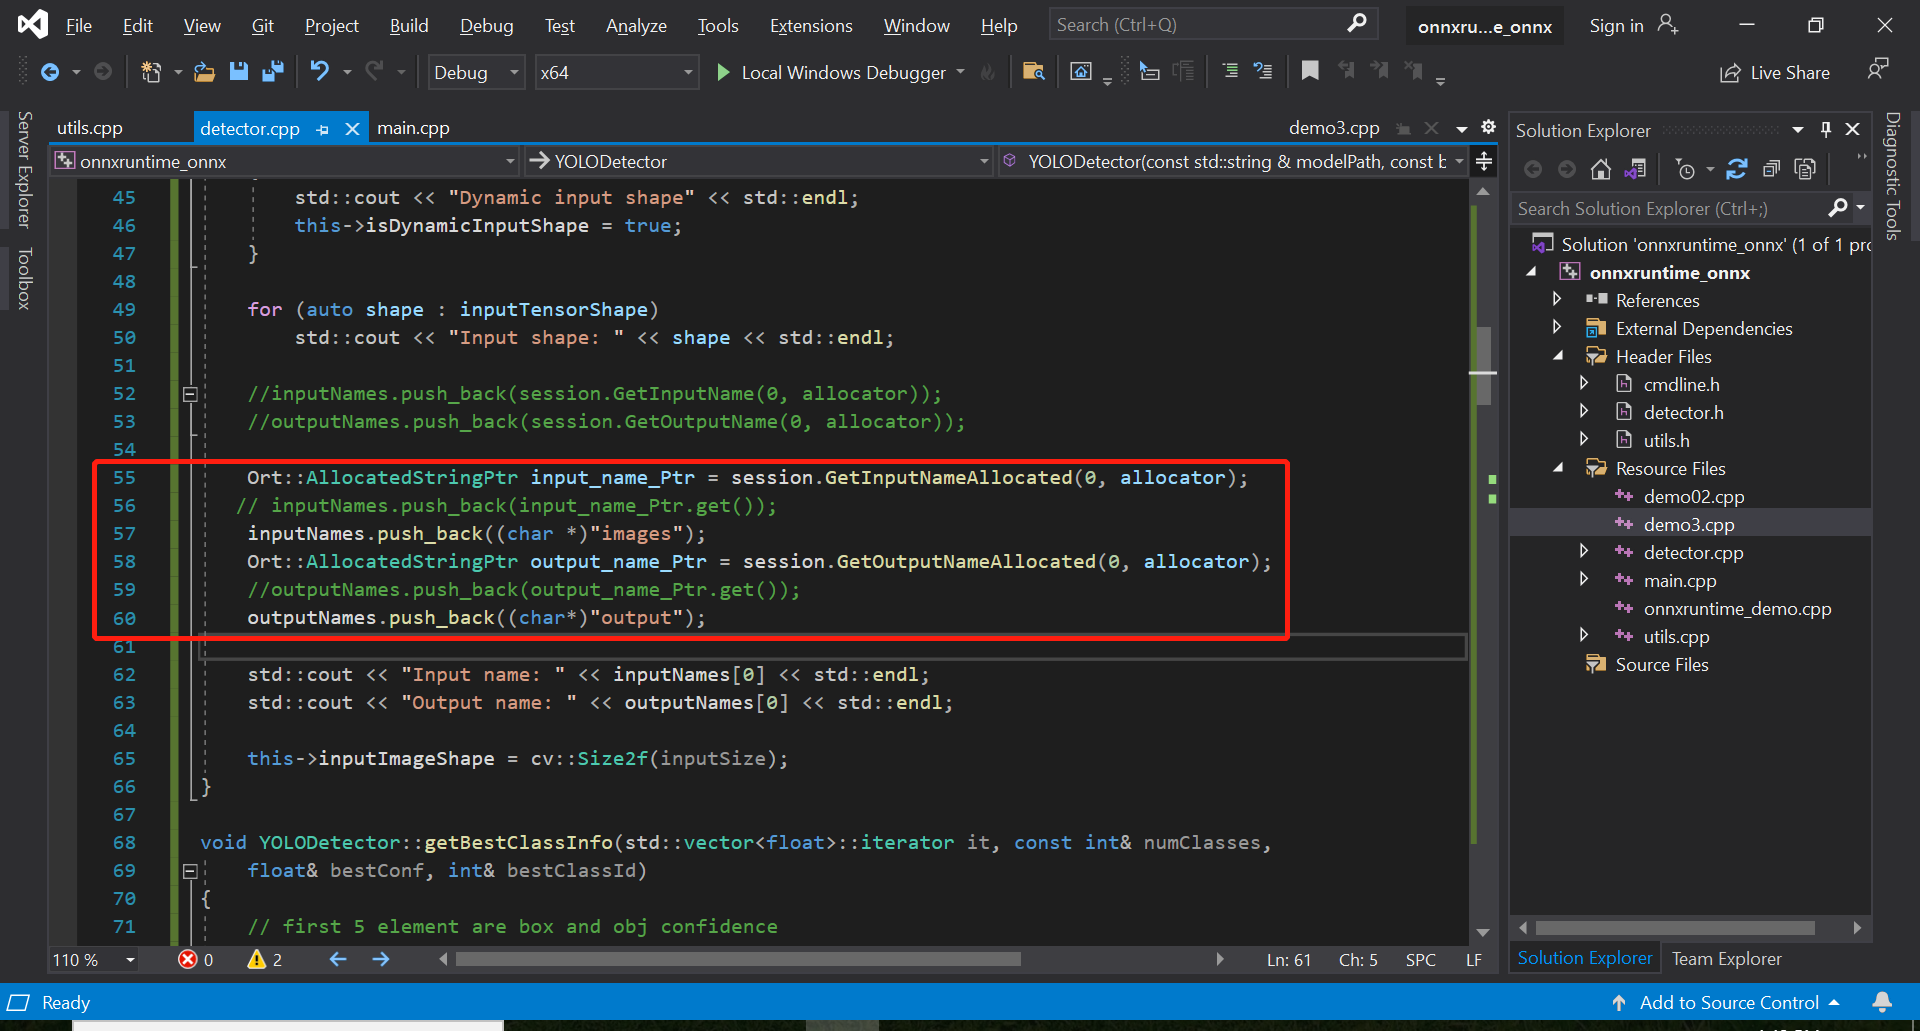 File Edit View Git Project Build Debug Test Analyze Tools Extensions Window Help Search (Ctrl+Q) onnxru...e_onnx Sign in
Debug x64 Local Windows Debugger Live Share
Server Explorer
Toolbox
utils.cpp detector.cpp main.cpp demo3.cpp
onnxruntime_onnx YOLODetector YOLODetector(const std::string & modelPath, const b
45 std::cout << "Dynamic input shape" << std::endl;
46 this->isDynamicInputShape = true;
47 }
48
49 for (auto shape : inputTensorShape)
50 std::cout << "Input shape: " << shape << std::endl;
51
52 //inputNames.push_back(session.GetInputName(0, allocator));
53 //outputNames.push_back(session.GetOutputName(0, allocator));
54
55 Ort::AllocatedStringPtr input_name_Ptr = session.GetInputNameAllocated(0, allocator);
56 // inputNames.push_back(input_name_Ptr.get());
57 inputNames.push_back((char *)"images");
58 Ort::AllocatedStringPtr output_name_Ptr = session.GetOutputNameAllocated(0, allocator);
59 //outputNames.push_back(output_name_Ptr.get());
60 outputNames.push_back((char*)"output");
61
62 std::cout << "Input name: " << inputNames[0] << std::endl;
63 std::cout << "Output name: " << outputNames[0] << std::endl;
64
65 this->inputImageShape = cv::Size2f(inputSize);
66 }
67
68 void YOLODetector::getBestClassInfo(std::vector<float>::iterator it, const int& numClasses,
69 float& bestConf, int& bestClassId)
70 {
71 // first 5 element are box and obj confidence
110 % 0 2 Ln: 61 Ch: 5 SPC LF
Solution Explorer
Search Solution Explorer (Ctrl+;)
Solution 'onnxruntime_onnx' (1 of 1 pro
onnxruntime_onnx
References
External Dependencies
Header Files
cmdline.h
detector.h
utils.h
Resource Files
demo02.cpp
demo3.cpp
detector.cpp
main.cpp
onnxruntime_demo.cpp
utils.cpp
Source Files
Solution Explorer Team Explorer
Diagnostic Tools
Ready Add to Source Control